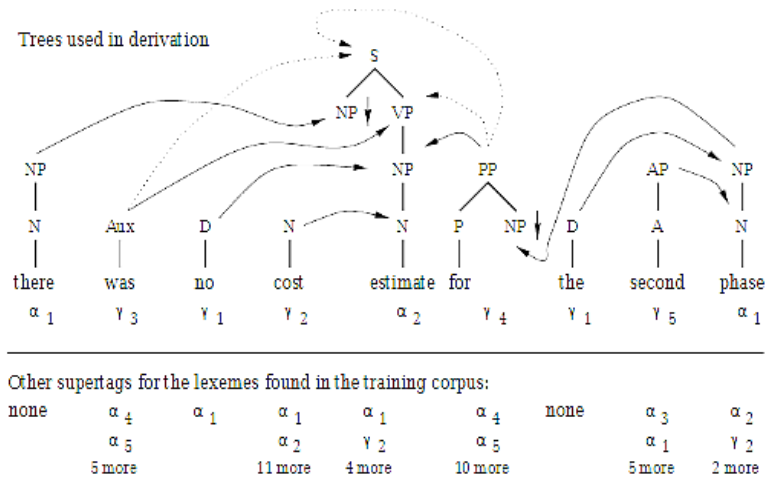 Trees used in derivation
S
NP VP
NP NP PP AP NP
N Aux D N N P NP D A N
there was no cost estimate for the second phase
α 1 γ 3 γ 1 γ 2 α 2 γ 4 γ 1 γ 5 α 1
Other supertags for the lexemes found in the training corpus:
none α 4 α 1 α 1 α 1 α 4 none α 3 α 2
α 5 α 2 γ 2 α 5 α 1 γ 2
5 more 11 more 4 more 10 more 5 more 2 more